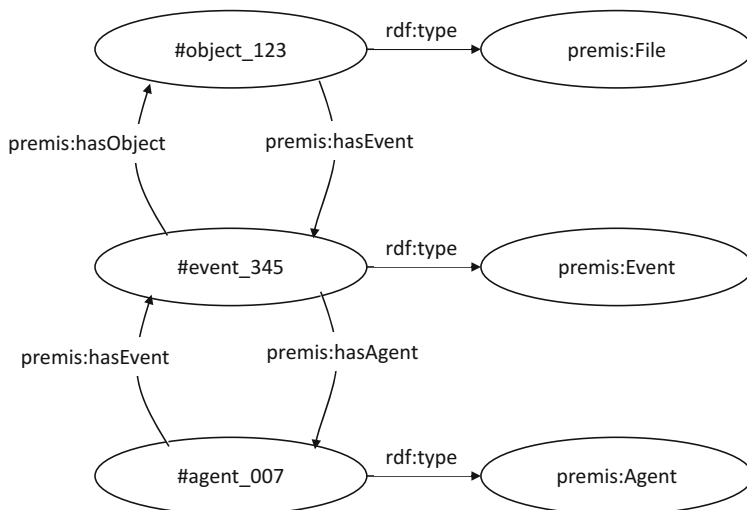 #object_123
rdf:type
premis:File
premis:hasObject
premis:hasEvent
#event_345
rdf:type
premis:Event
premis:hasEvent
premis:hasAgent
#agent_007
rdf:type
premis:Agent